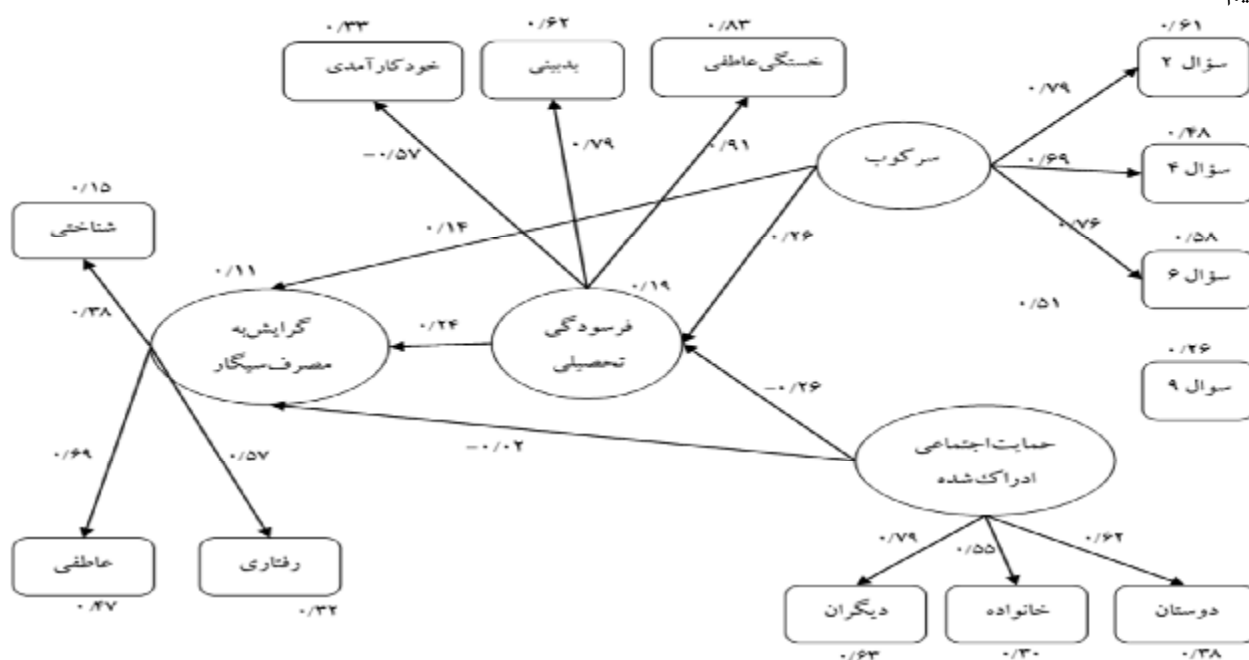 یم
۰/۳۳
خودکارآمدی
۰/۶۲
بدبینی
۰/۸۳
خستگی عاطفی
۰/۶۱
سؤال ۲
۰/۷۹
۰/۴۸
سؤال ۴
۰/۶۹
۰/۵۸
سؤال ۶
۰/۷۶
سرکوب
-۰/۵۷
۰/۷۹
۰/۹۱
۰/۱۵
شناختی
۰/۱۴
۰/۲۶
۰/۵۱
۰/۲۶
سوال ۹
۰/۱۹
فرسودگی
تحصیلی
۰/۱۱
گرایش به
مصرف سیگار
۰/۲۴
۰/۳۸
-۰/۲۶
-۰/۰۲
حمایت اجتماعی
ادراک شده
۰/۶۹
۰/۵۷
عاطفی
۰/۴۷
رفتاری
۰/۳۲
۰/۷۹
۰/۵۵
۰/۶۲
دیگران
۰/۶۳
خانواده
۰/۳۰
دوستان
۰/۳۸